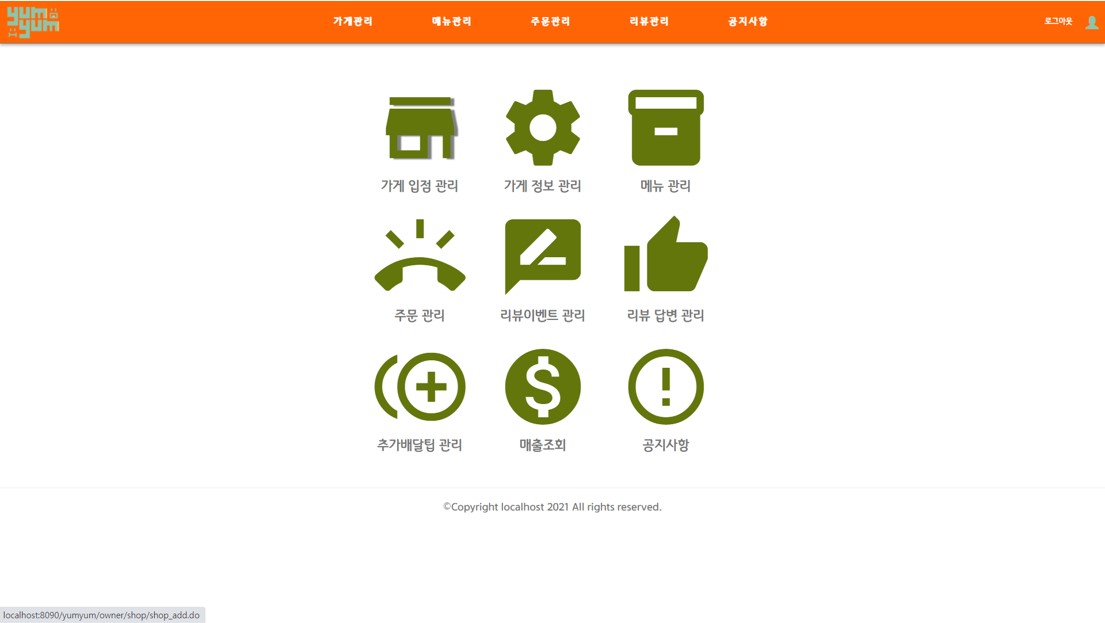 yum
yum
가게관리 메뉴관리 주문관리 리뷰관리 공지사항 로그아웃
가게 입점 관리 가게 정보 관리 메뉴 관리
주문 관리 리뷰이벤트 관리 리뷰 답변 관리
추가배달팁 관리 매출조회 공지사항
©Copyright localhost 2021 All rights reserved.
localhost:8090/yumyum/owner/shop/shop_add.do